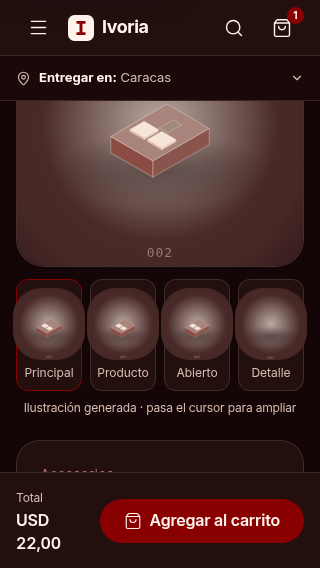 I Ivoria 1
Entregar en: Caracas
002
Principal Producto Abierto Detalle
Ilustración generada · pasa el cursor para ampliar
Total
USD
22,00
Agregar al carrito